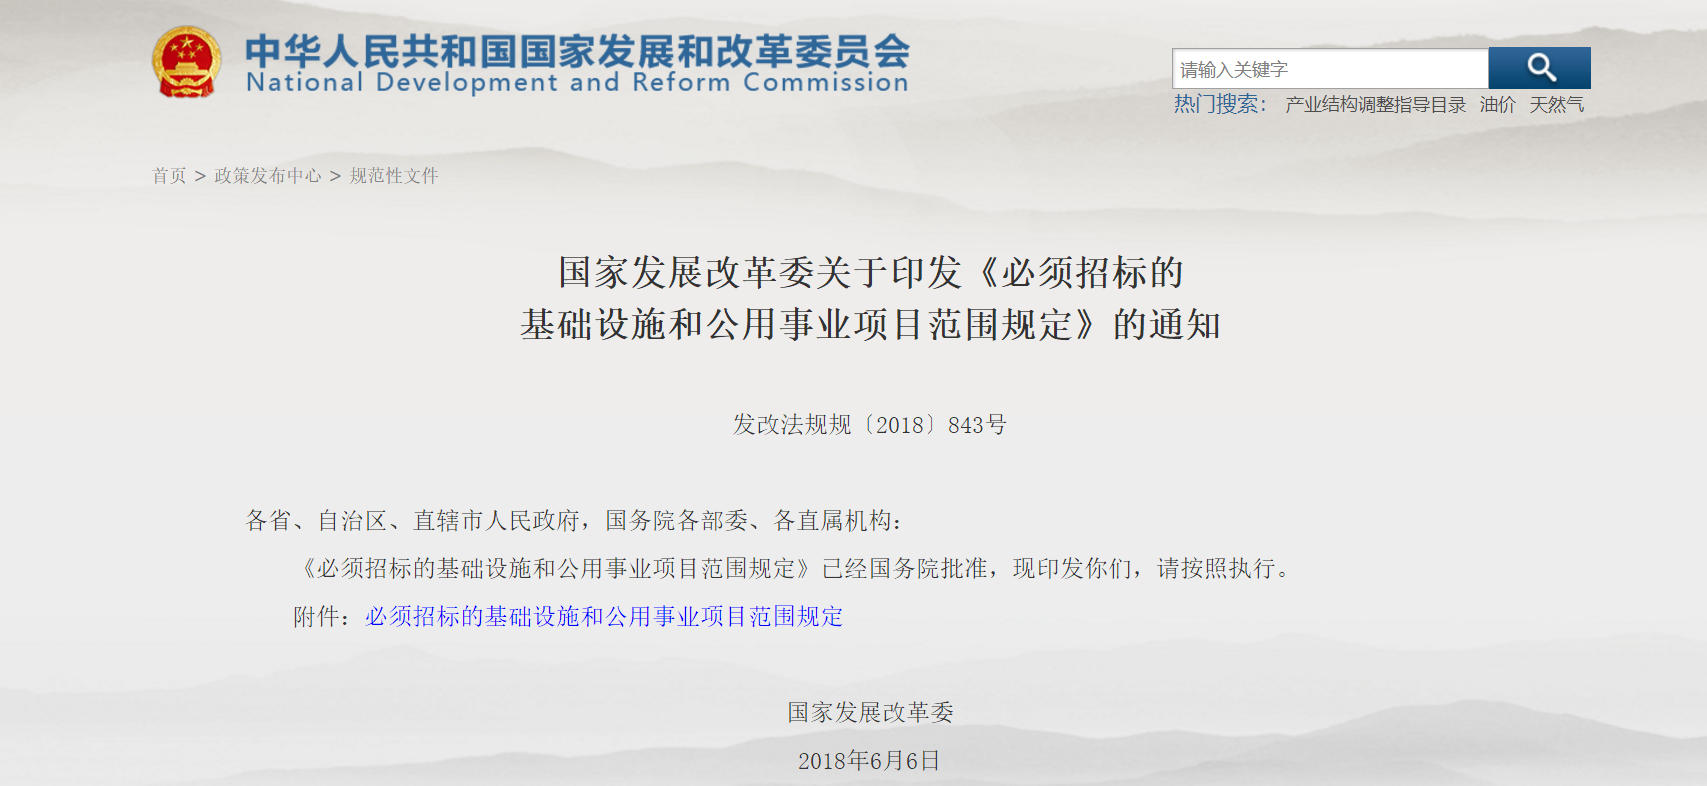 中华人民共和国国家发展和改革委员会
National Development and Reform Commission
请输入关键字
热门搜索： 产业结构调整指导目录 油价 天然气
首页 > 政策发布中心 > 规范性文件
国家发展改革委关于印发《必须招标的
基础设施和公用事业项目范围规定》的通知
发改法规规〔2018〕843号
各省、自治区、直辖市人民政府，国务院各部委、各直属机构：
《必须招标的基础设施和公用事业项目范围规定》已经国务院批准，现印发你们，请按照执行。
附件：必须招标的基础设施和公用事业项目范围规定
国家发展改革委
2018年6月6日